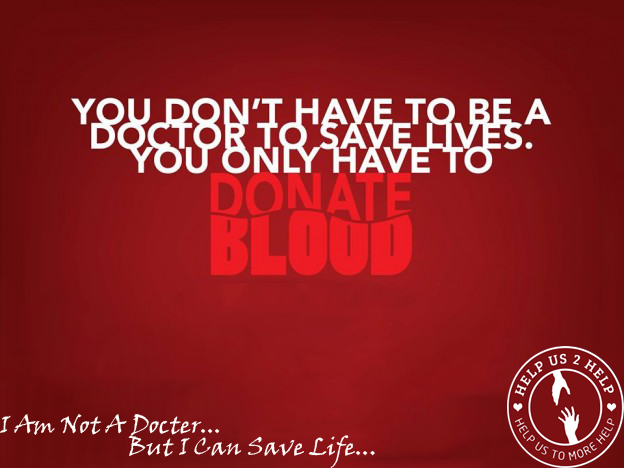 YOU DON'T HAVE TO BE A
DOCTOR TO SAVE LIVES.
YOU ONLY HAVE TO
DONATE
BLOOD
I Am Not A Docter...
But I Can Save Life...
HELP US 2 HELP
HELP US TO MORE HELP